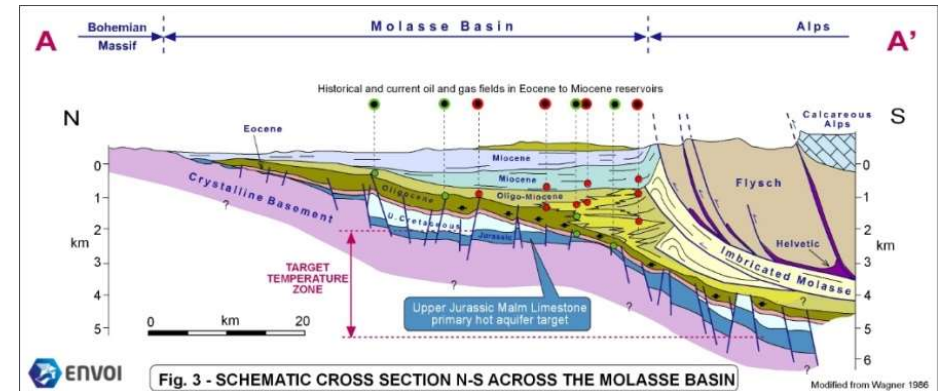 A
Bohemian
Massif
Molasse Basin
Alps
A'
Historical and current oil and gas fields in Eocene to Miocene reservoirs
N
S
Calcareous
Alps
Eocene
Miocene
Miocene
Oligo-Miocene
Oligocene
U.Cretaceous
Jurassic
Crystalline Basement
Flysch
Helvetic
Imbricated Molasse
0
1
2
km
3
4
5
0
1
2
km
3
4
5
6
?
?
?
?
TARGET
TEMPERATURE
ZONE
Upper Jurassic Malm Limestone
primary hot aquifer target
0 km 20
ENVOI
Fig. 3 - SCHEMATIC CROSS SECTION N-S ACROSS THE MOLASSE BASIN
Modified from Wagner 1986